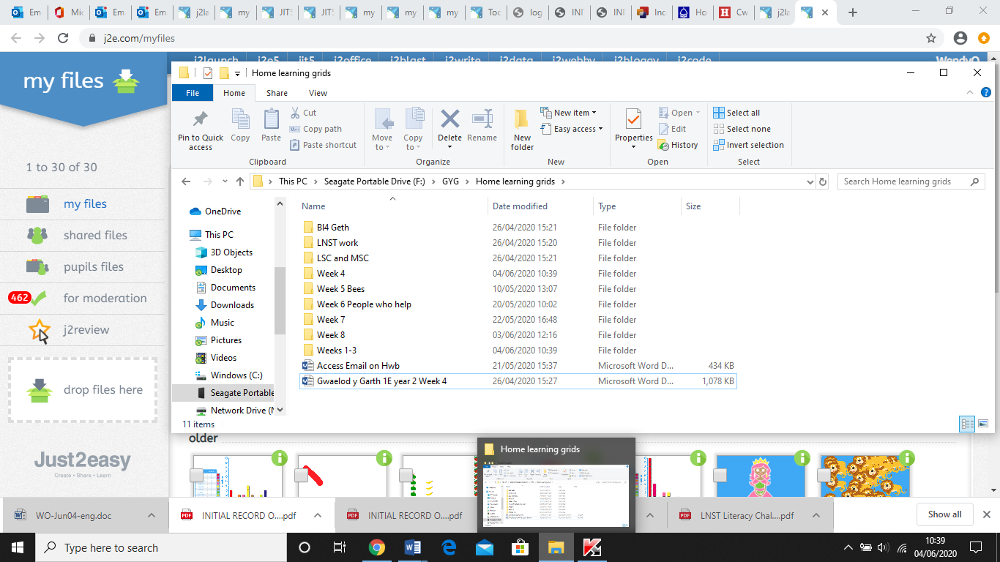 Em
Mic
Em
Em
j2la
my
JIT!
JIT!
my
my
my
Too
log
INI
INI
Inc
Ho
Cw
j2la
j2e.com/myfiles
j2launch j2e5 jit5 j2office j2blast j2write j2data j2webby j2bloggy j2code
my files
1 to 30 of 30
my files
shared files
pupils files
462 for moderation
j2review
drop files here
Just2easy
Create • Share • Learn
Home learning grids
File Home Share View
Pin to Quick access
Copy
Paste
Cut
Copy path
Paste shortcut
Clipboard
Move to
Copy to
Delete
Rename
Organize
New folder
New item
Easy access
New
Properties
Open
Edit
History
Open
Select all
Select none
Invert selection
Select
This PC > Seagate Portable Drive (F:) > GYG > Home learning grids >
Search Home learning grids
OneDrive
This PC
3D Objects
Desktop
Documents
Downloads
Music
Pictures
Videos
Windows (C:)
Seagate Portable
Network Drive (
Name Date modified Type Size
Bl4 Geth 26/04/2020 15:21 File folder
LNST work 26/04/2020 15:20 File folder
LSC and MSC 26/04/2020 15:21 File folder
Week 4 04/06/2020 10:39 File folder
Week 5 Bees 10/05/2020 13:07 File folder
Week 6 People who help 20/05/2020 10:02 File folder
Week 7 22/05/2020 16:48 File folder
Week 8 03/06/2020 12:16 File folder
Weeks 1-3 04/06/2020 10:39 File folder
Access Email on Hwb 21/05/2020 15:37 Microsoft Word D... 434 KB
Gwaelod y Garth 1E year 2 Week 4 26/04/2020 15:27 Microsoft Word D... 1,078 KB
11 items
older
Home learning grids
WO-Jun04-eng.doc
INITIAL RECORD O....pdf
INITIAL RECORD O....pdf
LNST Literacy Chal....pdf
Show all
Type here to search
10:39
04/06/2020